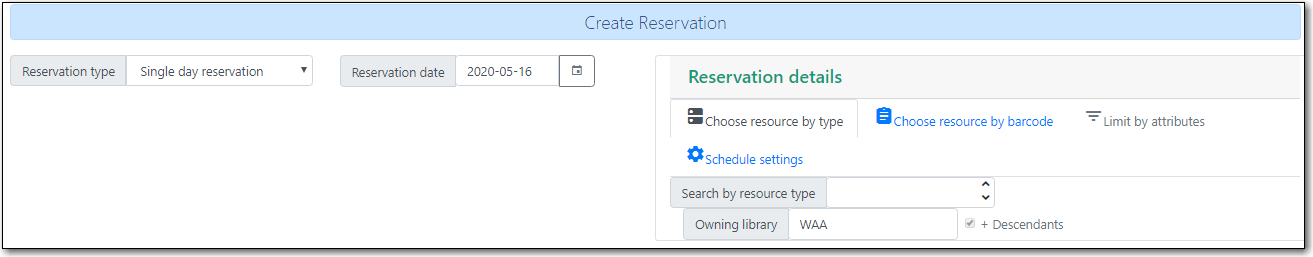 Create Reservation
Reservation type Single day reservation Reservation date 2020-05-16
Reservation details
Choose resource by type Choose resource by barcode Limit by attributes
Schedule settings
Search by resource type
Owning library WAA + Descendants